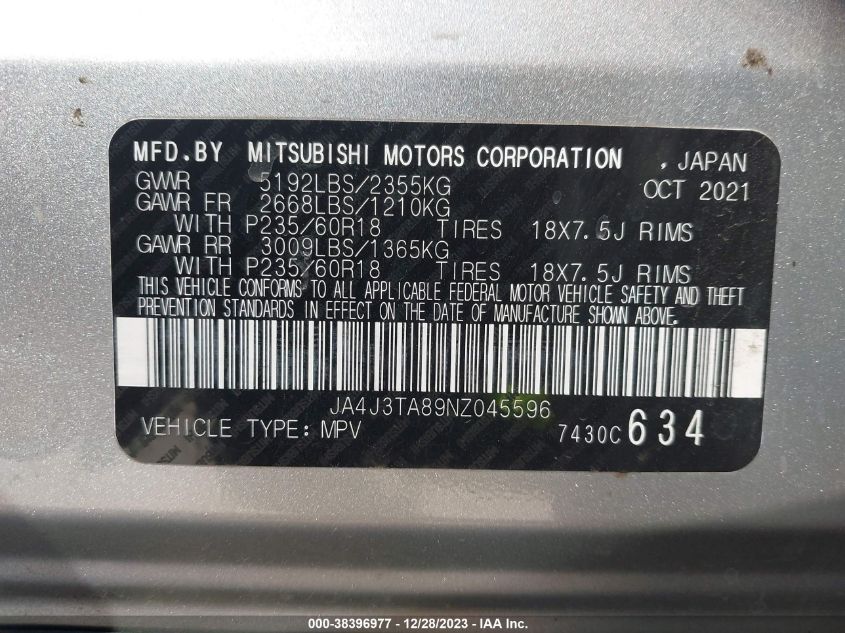 MFD.BY MITSUBISHI MOTORS CORPORATION , JAPAN
GVWR 5192LBS/2355KG OCT 2021
GAWR FR 2668LBS/1210KG
WITH P235/60R18 TIRES 18X7.5J RIMS
GAWR RR 3009LBS/1365KG
WITH P235/60R18 TIRES 18X7.5J RIMS
THIS VEHICLE CONFORMS TO ALL APPLICABLE FEDERAL MOTOR VEHICLE SAFETY AND THEFT
PREVENTION STANDARDS IN EFFECT ON THE DATE OF MANUFACTURE SHOWN ABOVE.
JA4J3TA89NZ045596
VEHICLE TYPE: MPV 7430C 634
000-38396977 - 12/28/2023 - IAA Inc.